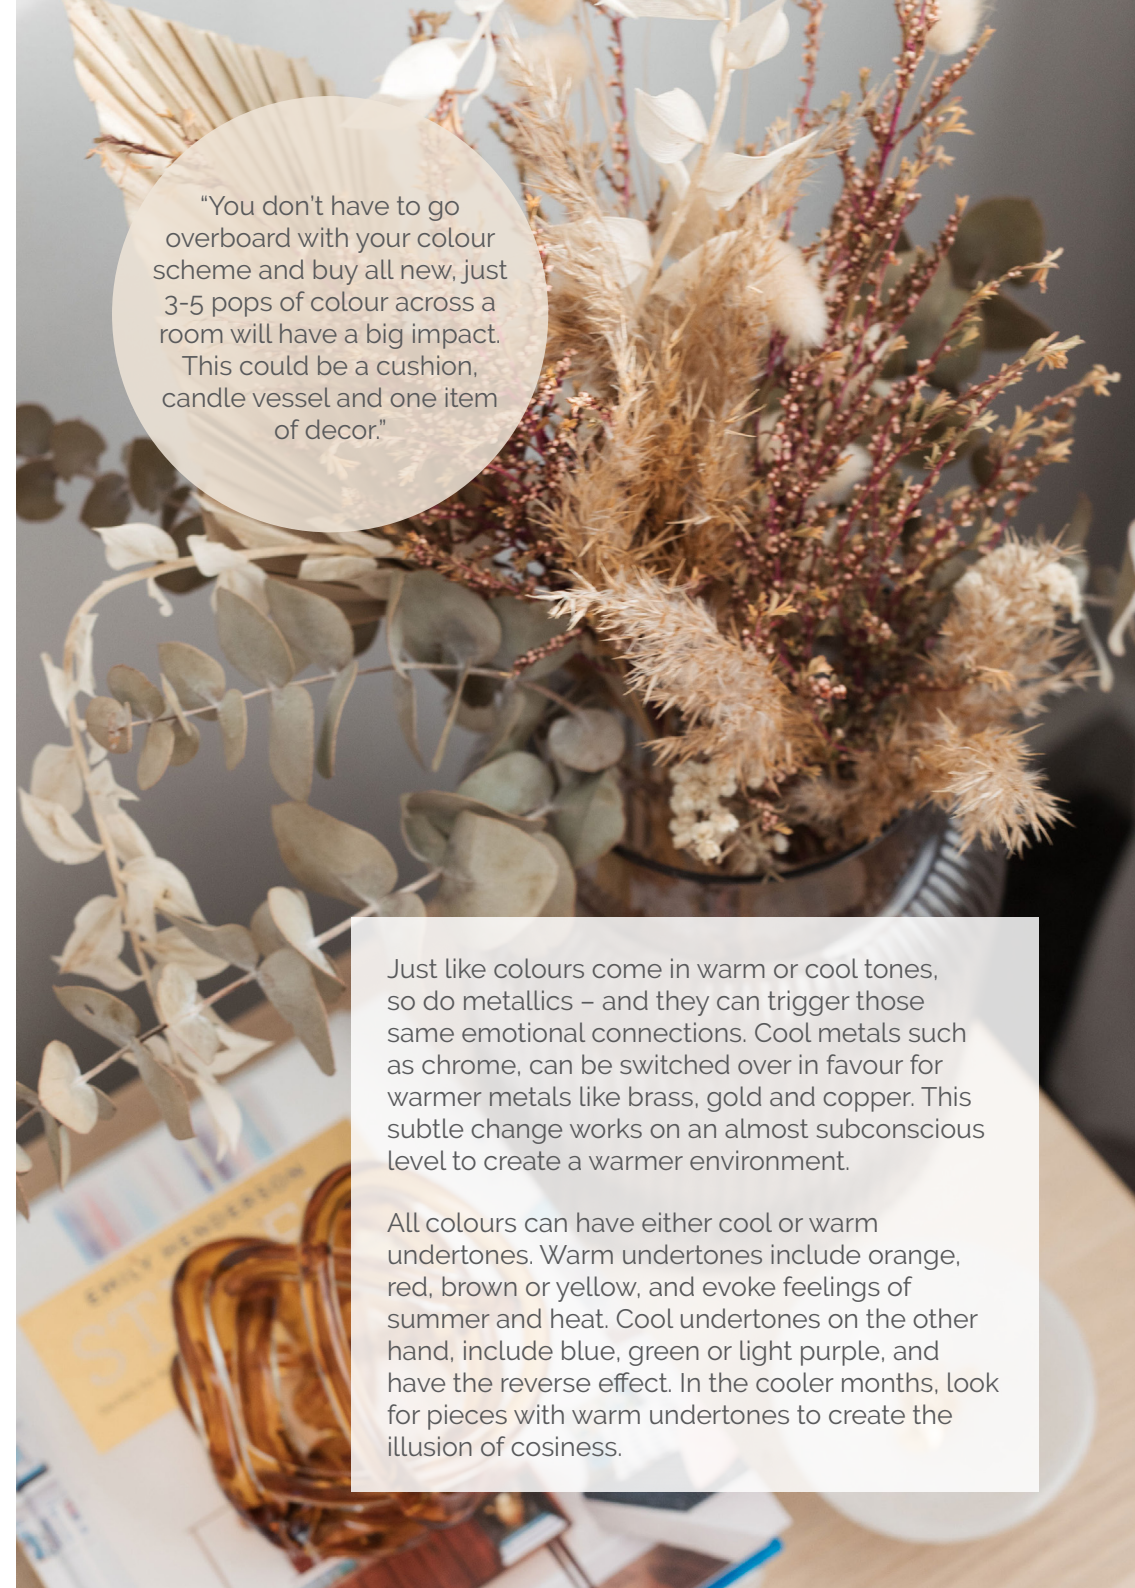 “You don’t have to go
overboard with your colour
scheme and buy all new, just
3-5 pops of colour across a
room will have a big impact.
This could be a cushion,
candle vessel and one item
of decor.”
Just like colours come in warm or cool tones,
so do metallics – and they can trigger those
same emotional connections. Cool metals such
as chrome, can be switched over in favour for
warmer metals like brass, gold and copper. This
subtle change works on an almost subconscious
level to create a warmer environment.
All colours can have either cool or warm
undertones. Warm undertones include orange,
red, brown or yellow, and evoke feelings of
summer and heat. Cool undertones on the other
hand, include blue, green or light purple, and
have the reverse effect. In the cooler months, look
for pieces with warm undertones to create the
illusion of cosiness.
EMILY HENDERSON